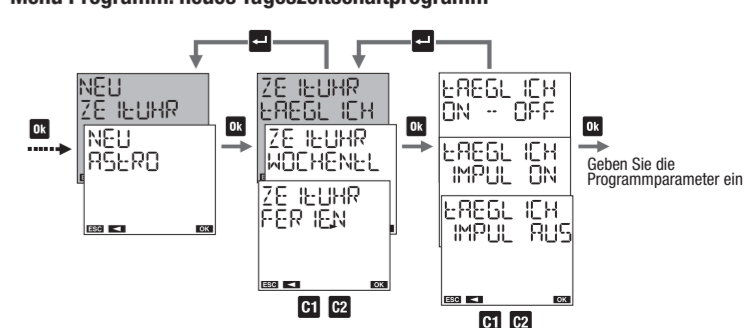 Menü Programm: neues Tageszeitschaltprogramm
NEU
ZEItUHR
Ok
NEU
AStRO
ESC ◄ OK
Ok
ZEItUHR
tAEGLICH
ZEItUHR
WOCHENtL
ZEItUHR
FERIEN
ESC ◄ OK
C1 C2
Ok
tAEGLICH
ON -- OFF
tAEGLICH
IMPUL ON
tAEGLICH
IMPUL AUS
ESC ◄ OK
C1 C2
Ok
Geben Sie die
Programmparameter ein